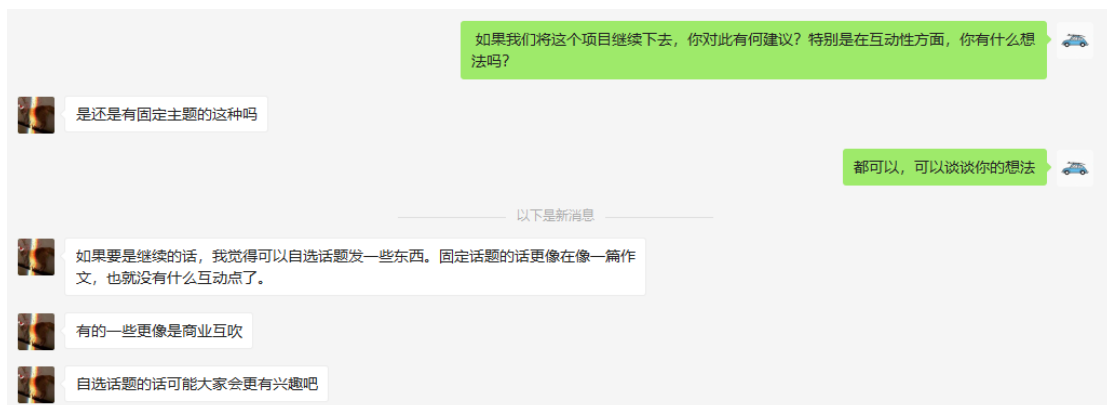 如果我们将这个项目继续下去，你对此有何建议？特别是在互动性方面，你有什么想
法吗？
是还是有固定主题的这种吗
都可以，可以谈谈你的想法
以下是新消息
如果要是继续的话，我觉得可以自选话题发一些东西。固定话题的话更像在像一篇作
文，也就没有什么互动点了。
有的一些更像是商业互吹
自选话题的话可能大家会更有兴趣吧